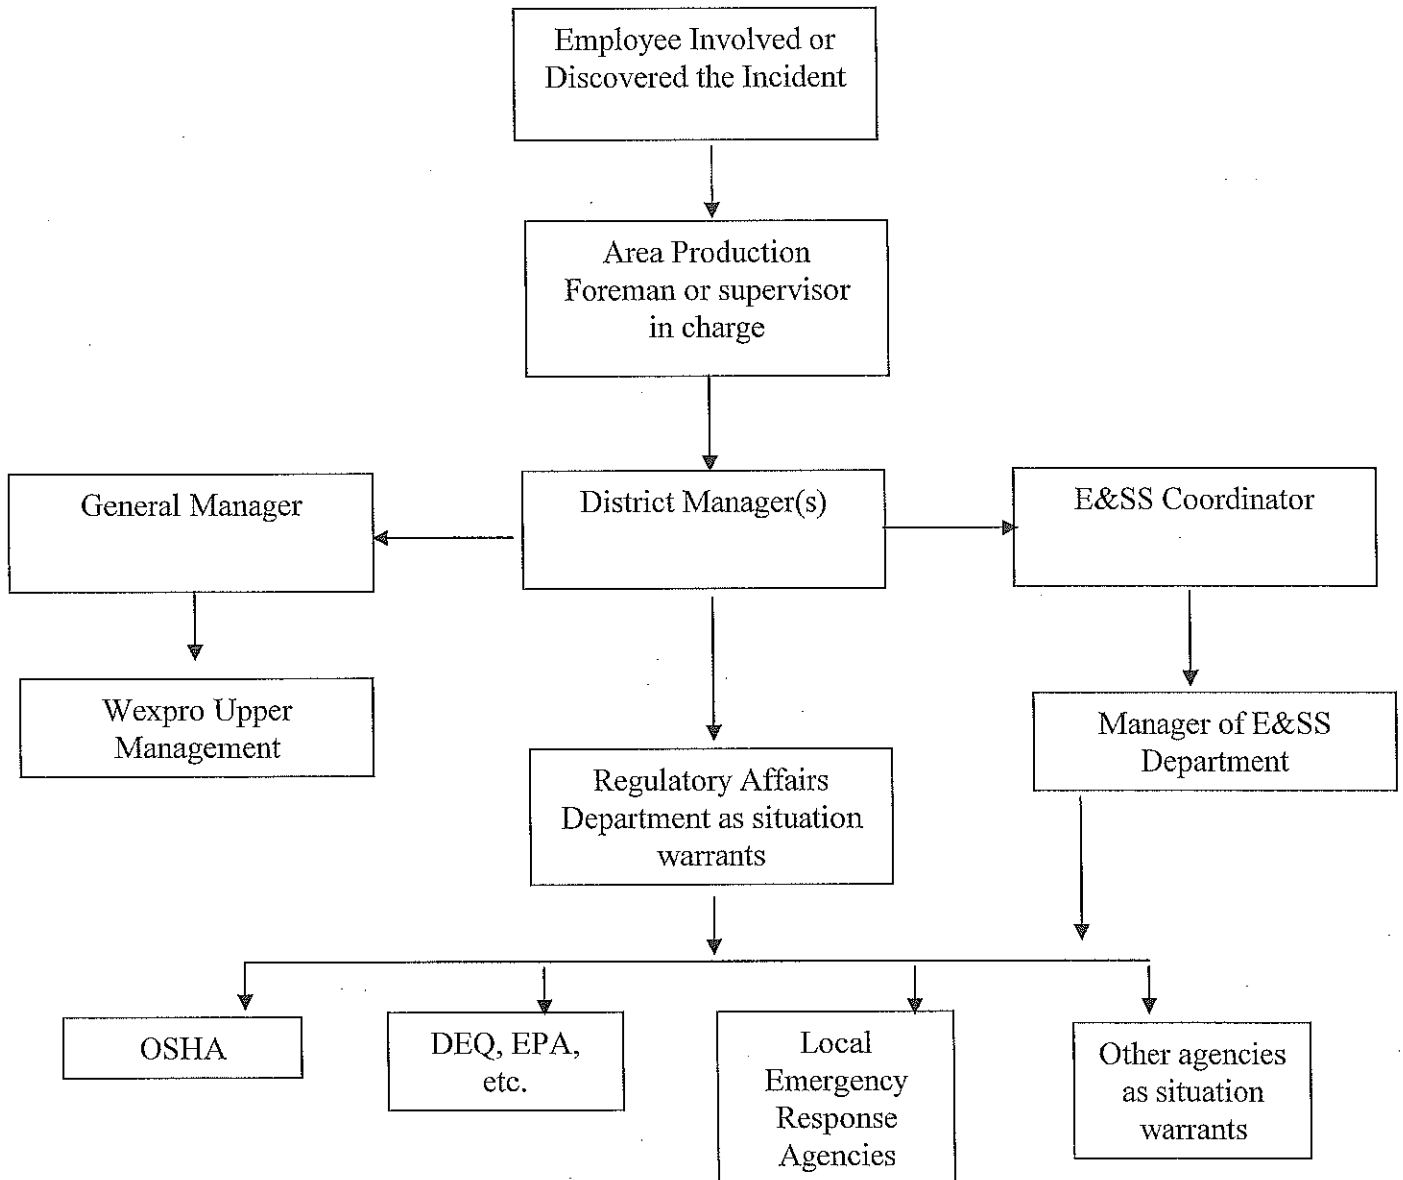 Employee Involved or
Discovered the Incident
Area Production
Foreman or supervisor
in charge
General Manager
District Manager(s)
E&SS Coordinator
Wexpro Upper
Management
Manager of E&SS
Department
Regulatory Affairs
Department as situation
warrants
OSHA
DEQ, EPA,
etc.
Local
Emergency
Response
Agencies
Other agencies
as situation
warrants